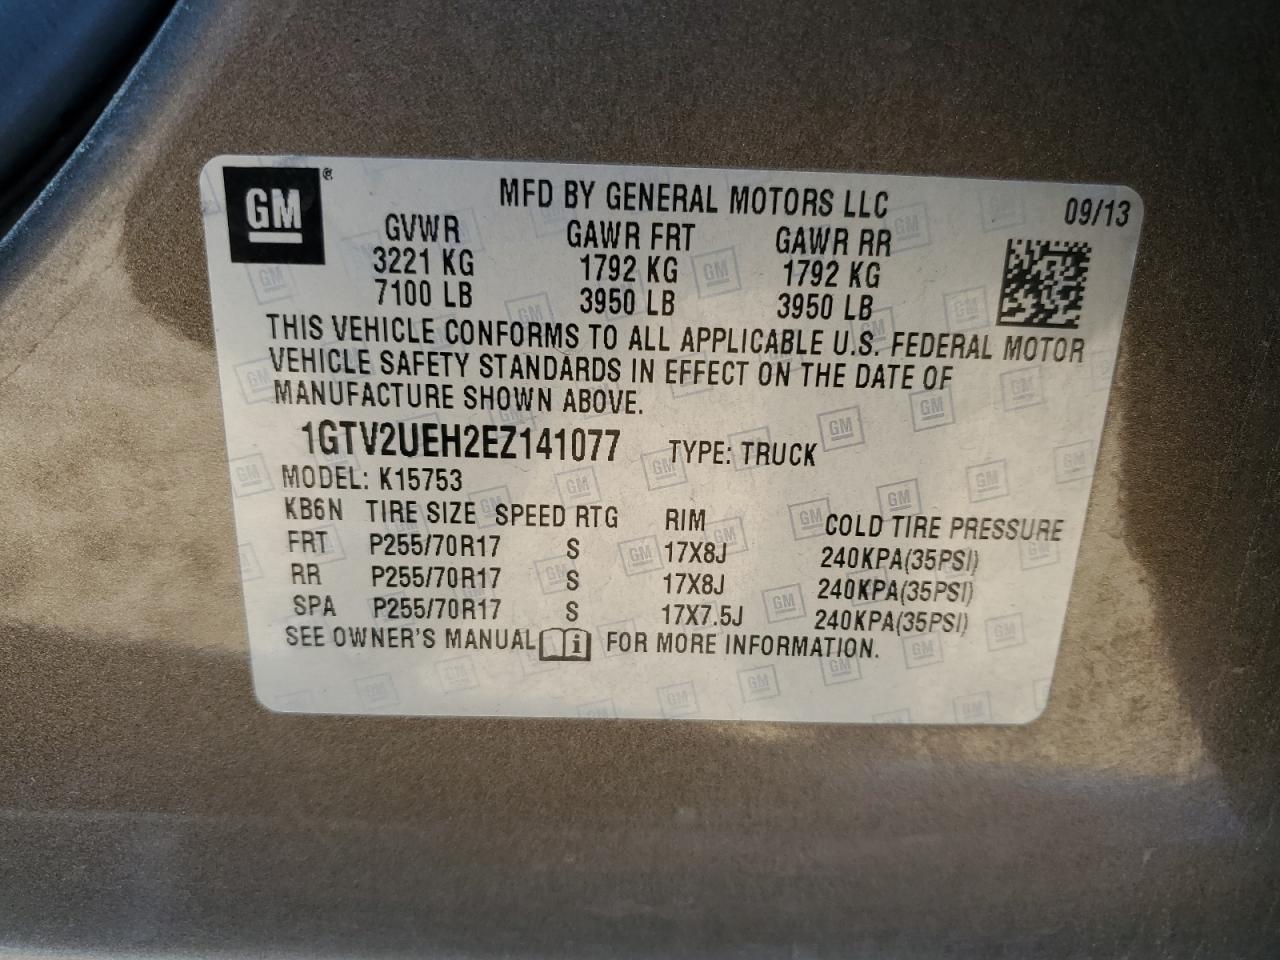 GM ®
MFD BY GENERAL MOTORS LLC 09/13
GVWR GAWR FRT GAWR RR
3221 KG 1792 KG 1792 KG
7100 LB 3950 LB 3950 LB
THIS VEHICLE CONFORMS TO ALL APPLICABLE U.S. FEDERAL MOTOR
VEHICLE SAFETY STANDARDS IN EFFECT ON THE DATE OF
MANUFACTURE SHOWN ABOVE.
1GTV2UEH2EZ141077 TYPE: TRUCK
MODEL: K15753
KB6N TIRE SIZE SPEED RTG RIM COLD TIRE PRESSURE
FRT P255/70R17 S 17X8J 240KPA(35PSI)
RR P255/70R17 S 17X8J 240KPA(35PSI)
SPA P255/70R17 S 17X7.5J 240KPA(35PSI)
SEE OWNER'S MANUAL i FOR MORE INFORMATION.